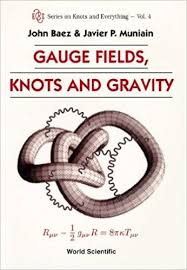 Series on Knots and Everything – Vol. 4
John Baez & Javier P. Muniain
GAUGE FIELDS,
KNOTS AND GRAVITY
R_{μν} − ½ g_{μν} R = 8πκT_{μν}
World Scientific